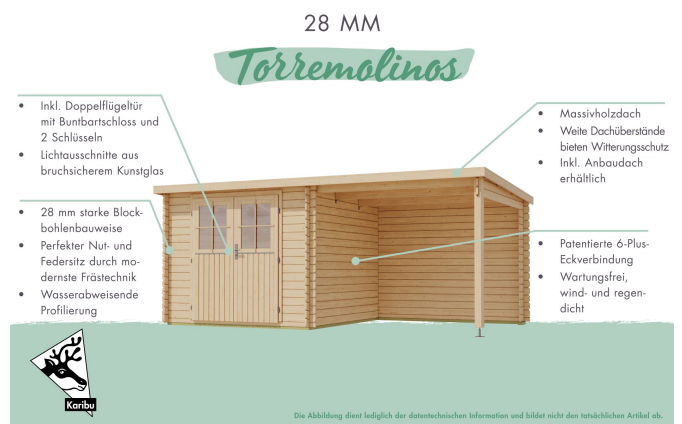 28 MM
Torremolinos
Inkl. Doppelflügeltür
mit Buntbartschloss und
2 Schlüsseln
Lichtausschnitte aus
bruchsicherem Kunstglas
28 mm starke Block-
bohlenbauweise
Perfekter Nut- und
Federsitz durch mo-
dernste Frästechnik
Wasserabweisende
Profilierung
Massivholzdach
Weite Dachüberstände
bieten Witterungsschutz
Inkl. Anbaudach
erhältlich
Patentierte 6-Plus-
Eckverbindung
Wartungsfrei,
wind- und regen-
dicht
Karibu
Die Abbildung dient lediglich der datentechnischen Information und bildet nicht den tatsächlichen Artikel ab.